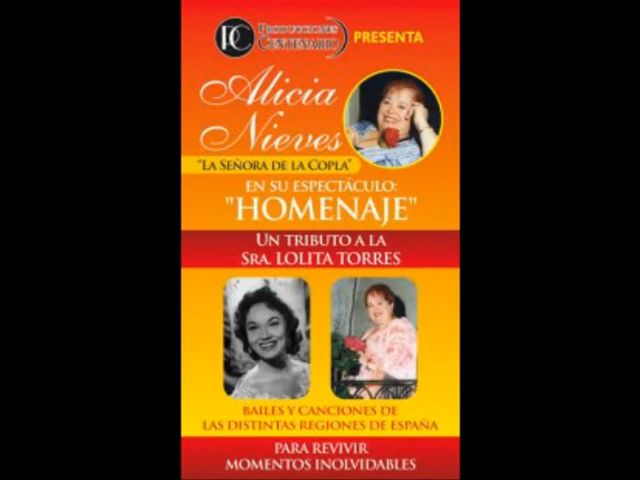 PC PRODUCCIONES
CENTENARIO
PRESENTA
Alicia
Nieves
"LA SEÑORA DE LA COPLA"
EN SU ESPECTÁCULO:
"HOMENAJE"
UN TRIBUTO A LA
SRA. LOLITA TORRES
BAILES Y CANCIONES DE
LAS DISTINTAS REGIONES DE ESPAÑA
PARA REVIVIR
MOMENTOS INOLVIDABLES